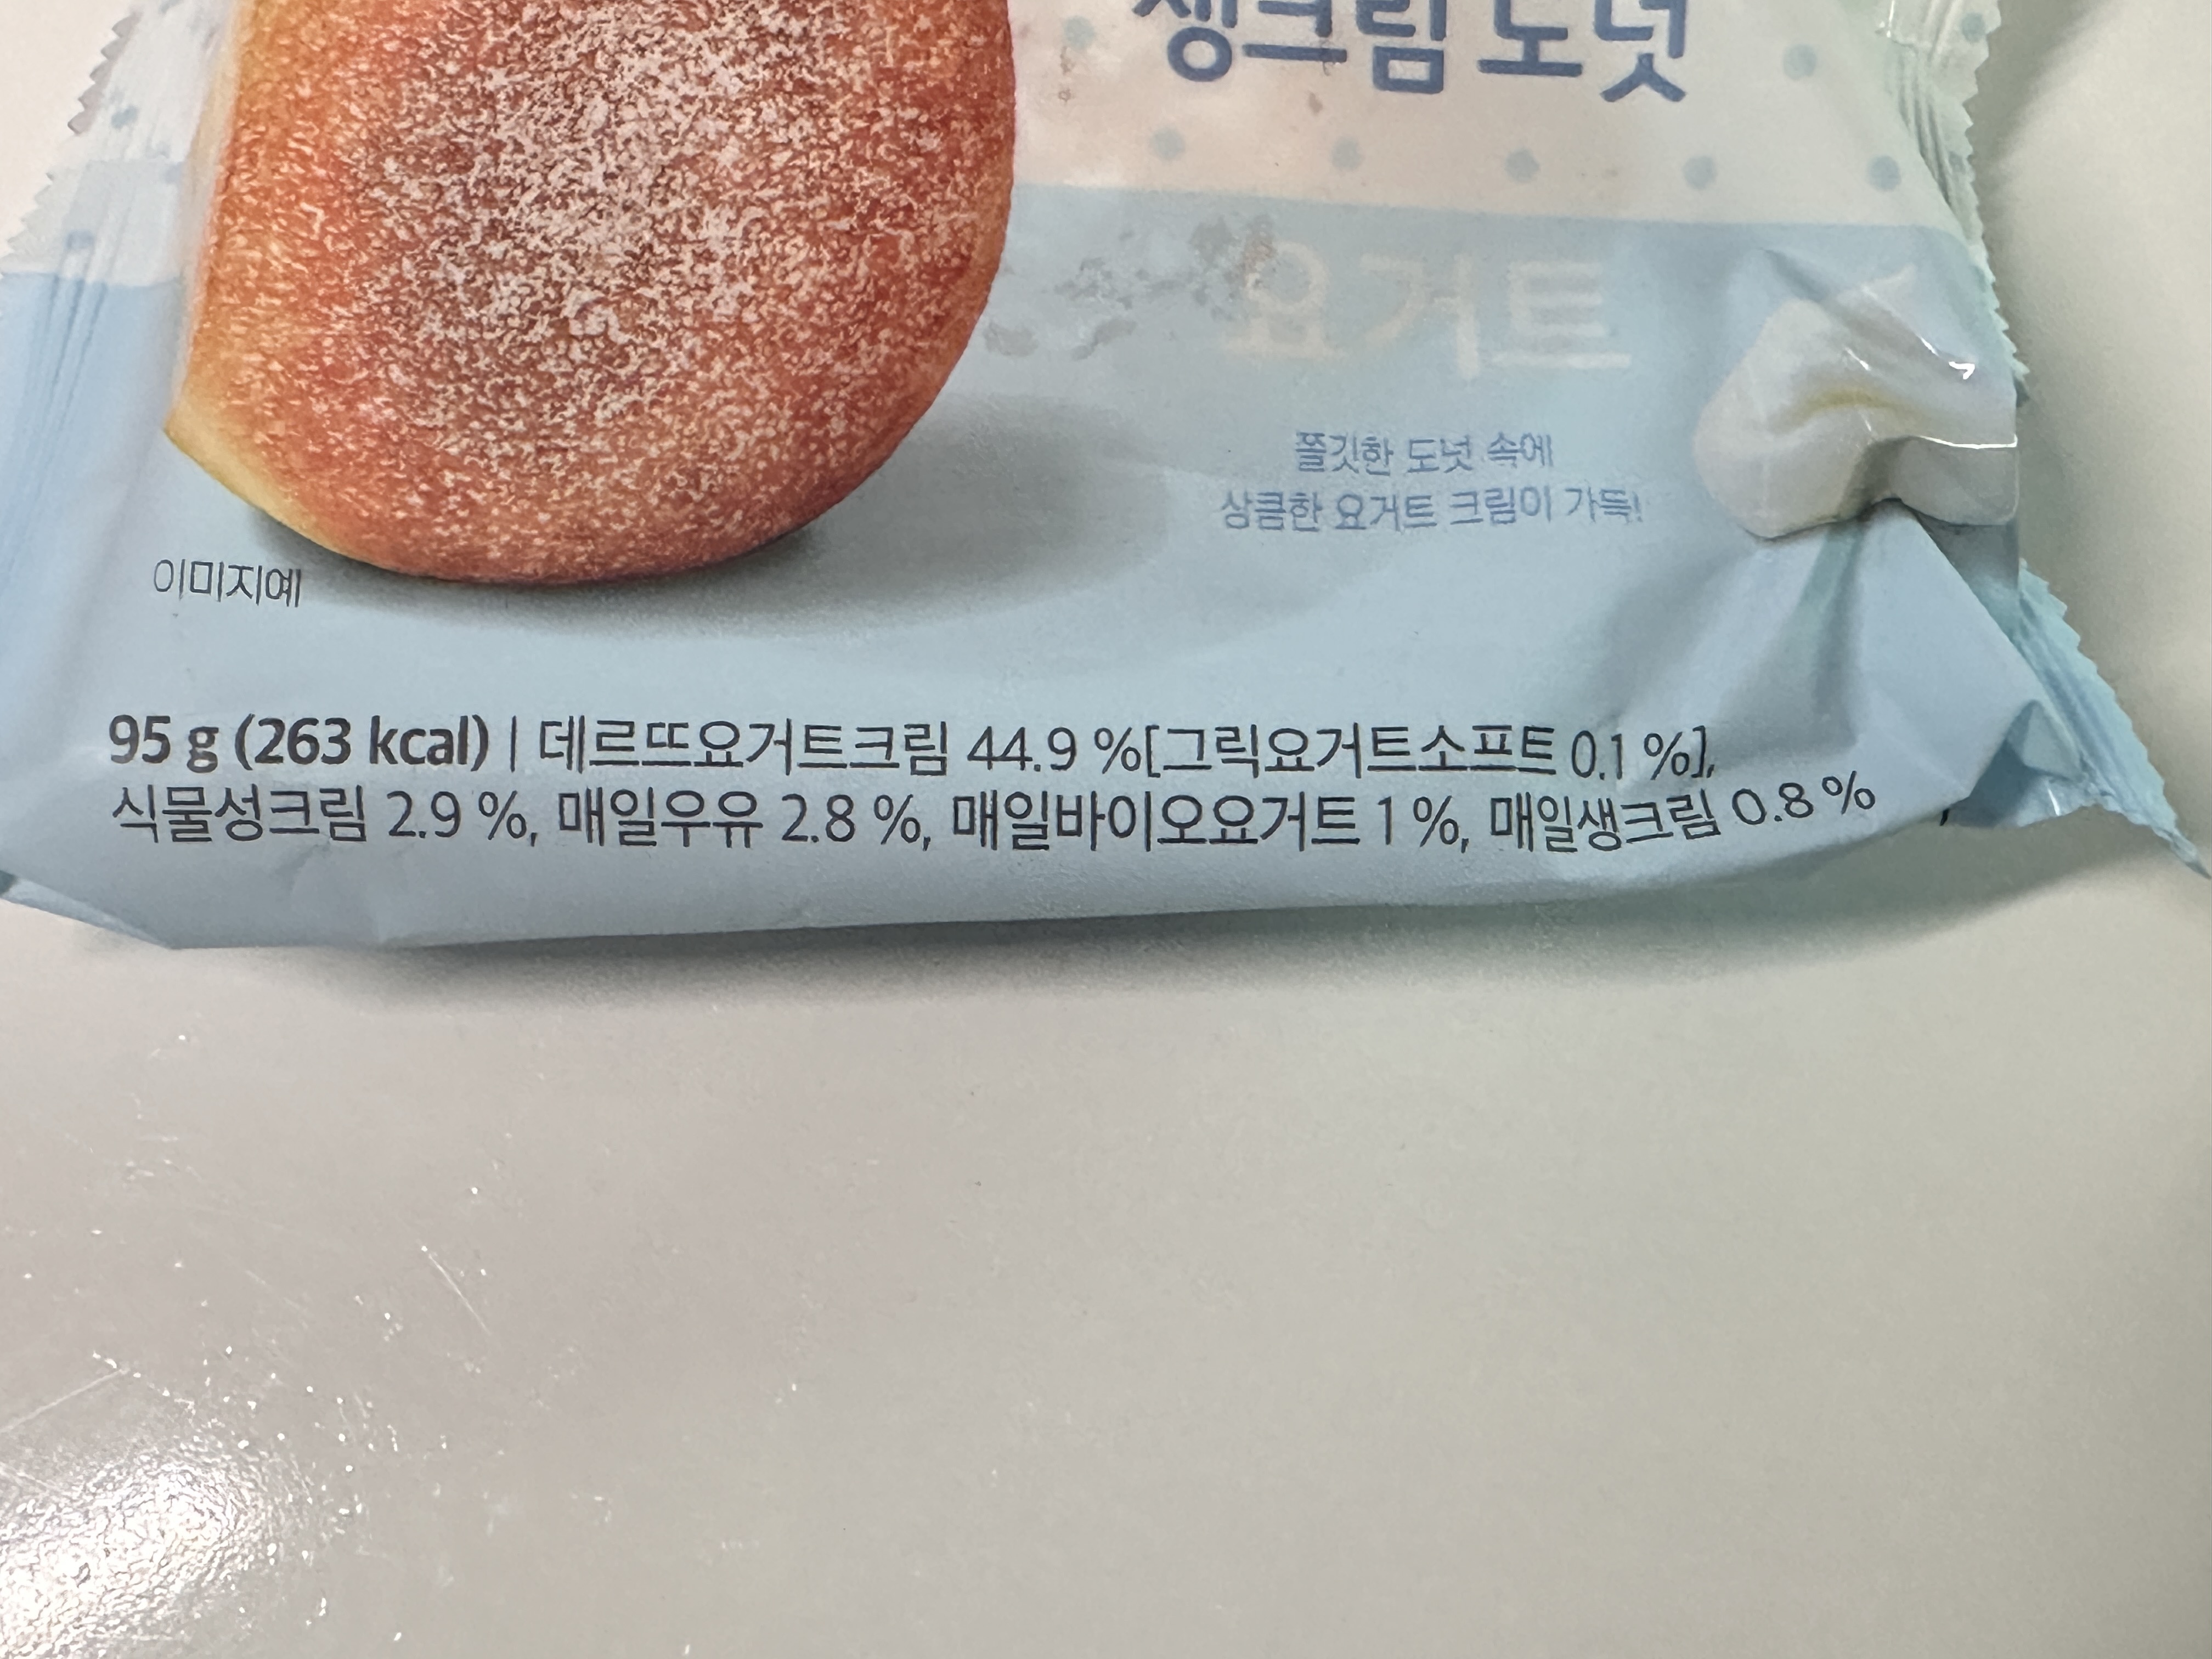 생크림 도넛
요거트
쫄깃한 도넛 속에
상큼한 요거트 크림이 가득!
이미지예
95 g (263 kcal) | 데르뜨요거트크림 44.9 %[그릭요거트소프트 0.1 %],
식물성크림 2.9 %, 매일우유 2.8 %, 매일바이오요거트 1 %, 매일생크림 0.8 %